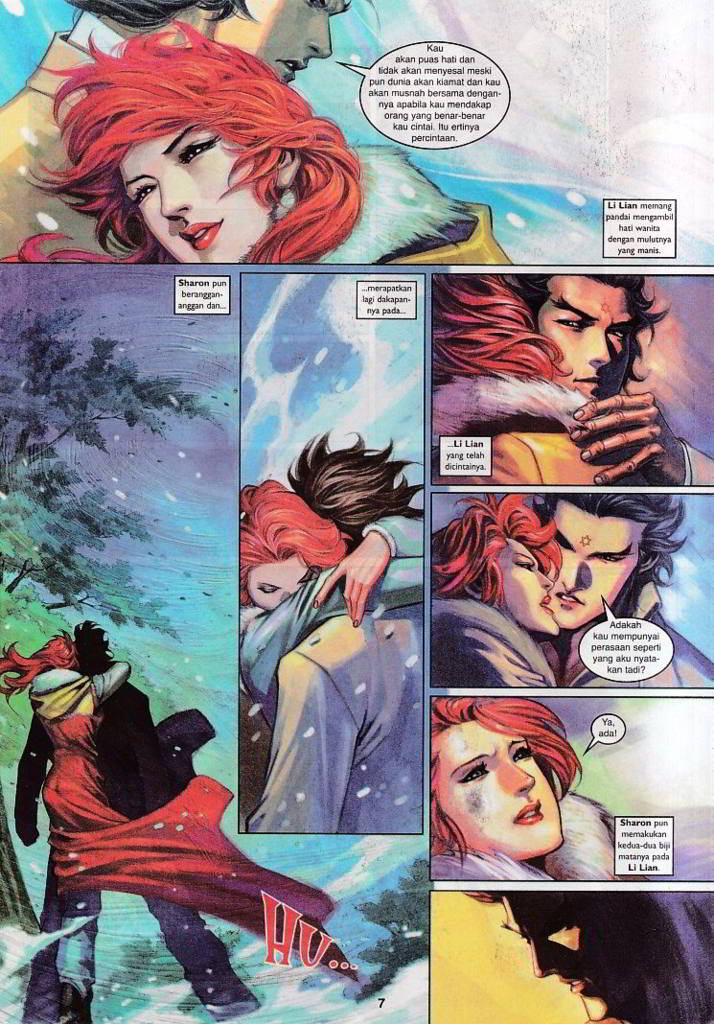 Kau
akan puas hati dan
tidak akan menyesal meski
pun dunia akan kiamat dan kau
akan musnah bersama dengan-
nya apabila kau mendakap
orang yang benar-benar
kau cintai. Itu ertinya
percintaan.
Li Lian memang
pandai mengambil
hati wanita
dengan mulutnya
yang manis.
Sharon pun
beranggan-
anggan dan...
...merapatkan
lagi dakapan-
nya pada...
...Li Lian
yang telah
dicintainya.
Adakah
kau mempunyai
perasaan seperti
yang aku nyata-
kan tadi?
Ya,
ada!
Sharon pun
memakukan
kedua-dua biji
matanya pada
Li Lian.
HU...
7